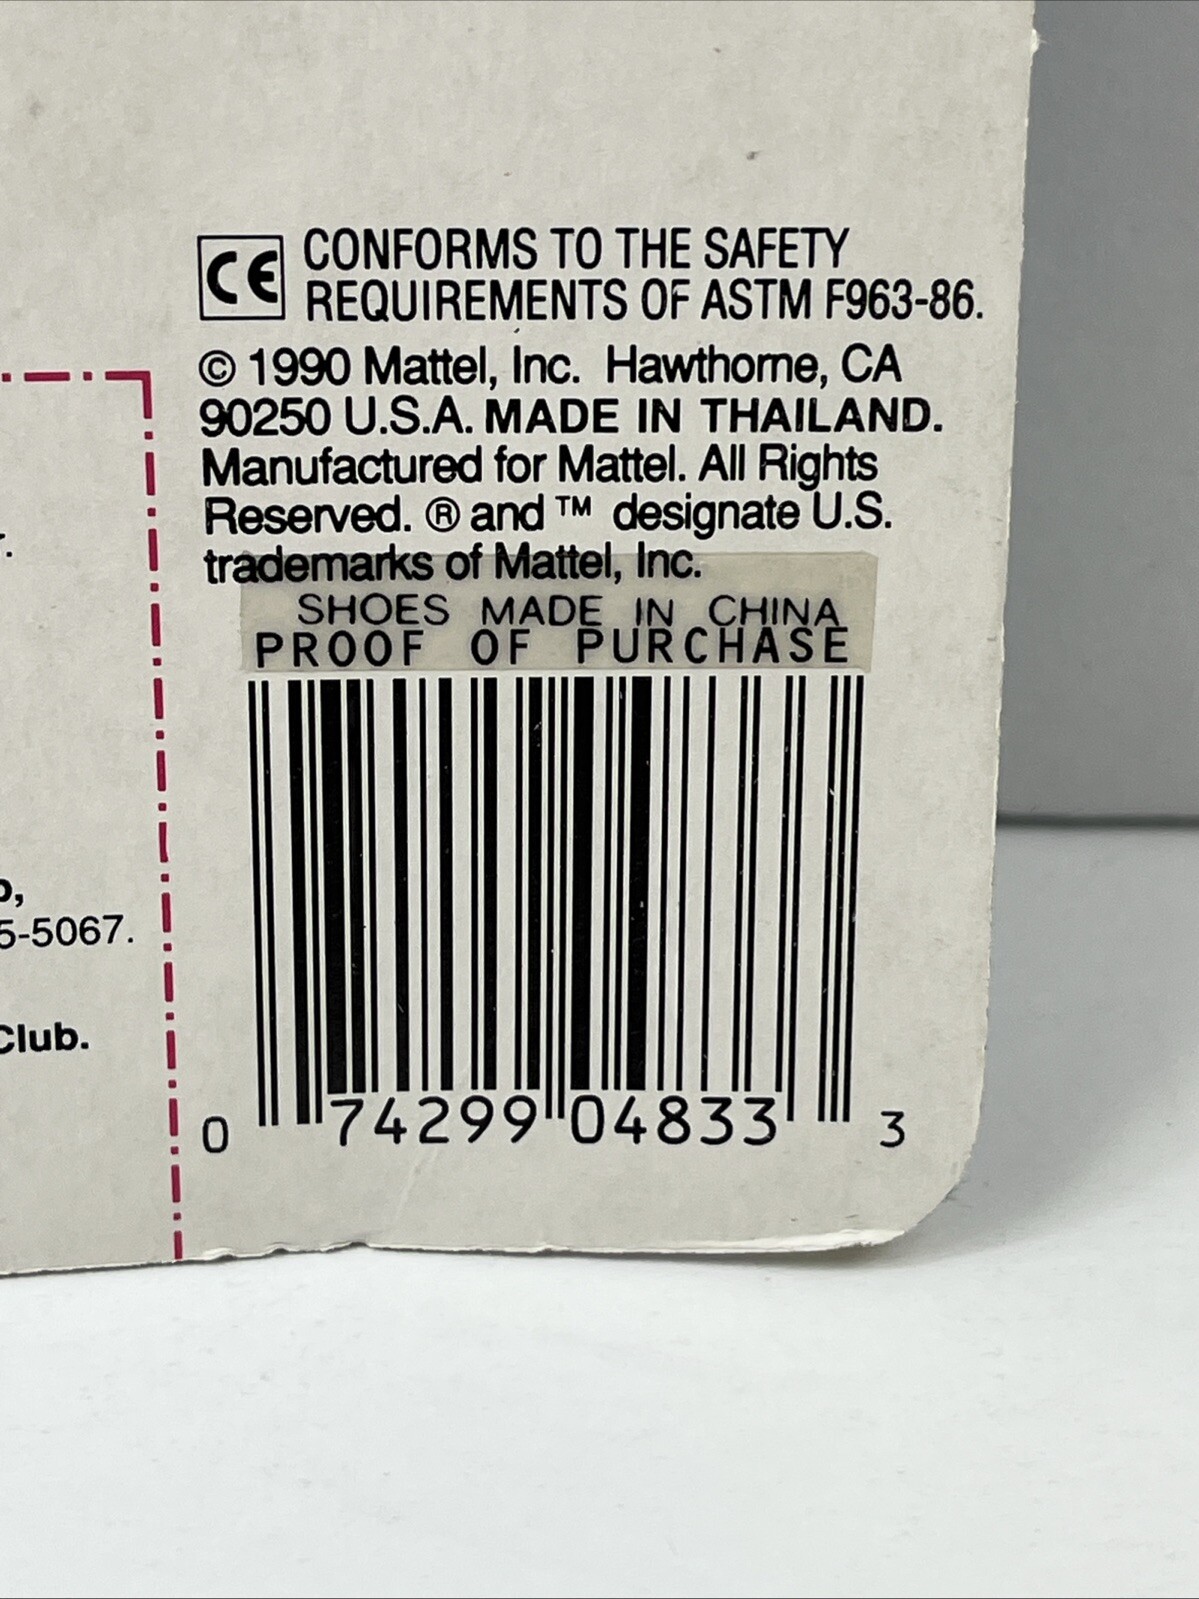 CE CONFORMS TO THE SAFETY
REQUIREMENTS OF ASTM F963-86.
© 1990 Mattel, Inc. Hawthorne, CA
90250 U.S.A. MADE IN THAILAND.
Manufactured for Mattel. All Rights
Reserved. ® and ™ designate U.S.
trademarks of Mattel, Inc.
SHOES MADE IN CHINA
PROOF OF PURCHASE
0 74299 04833 3
5-5067.
Club.